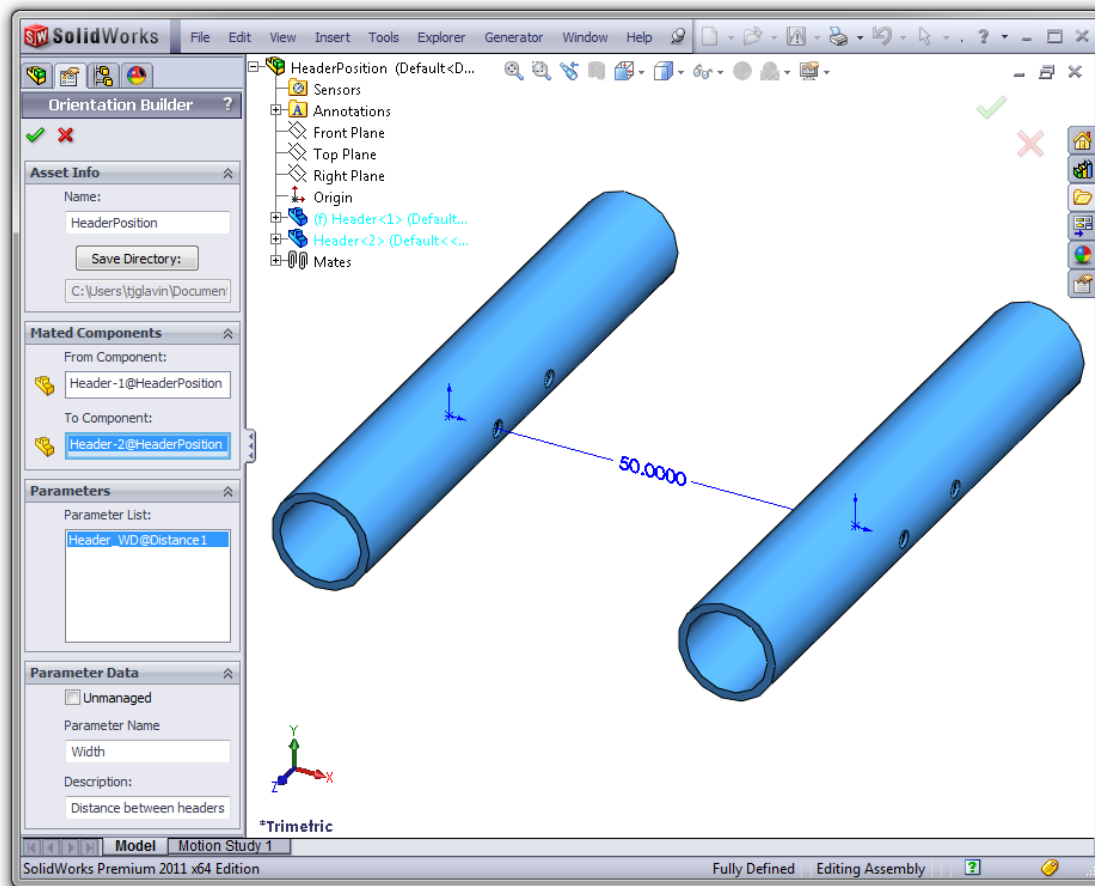 SolidWorks File Edit View Insert Tools Explorer Generator Window Help
Orientation Builder ?
Asset Info
Name:
HeaderPosition
Save Directory:
C:\Users\tjglavin\Documen
Mated Components
From Component:
Header-1@HeaderPosition
To Component:
Header-2@HeaderPosition
Parameters
Parameter List:
Header_WD@Distance1
Parameter Data
Unmanaged
Parameter Name
Width
Description:
Distance between headers
HeaderPosition (Default<D...
Sensors
A Annotations
Front Plane
Top Plane
Right Plane
Origin
(f) Header<1> (Default...
Header<2> (Default<<...
Mates
50.0000
Y
X
Z
*Trimetric
Model Motion Study 1
SolidWorks Premium 2011 x64 Edition Fully Defined Editing Assembly ?